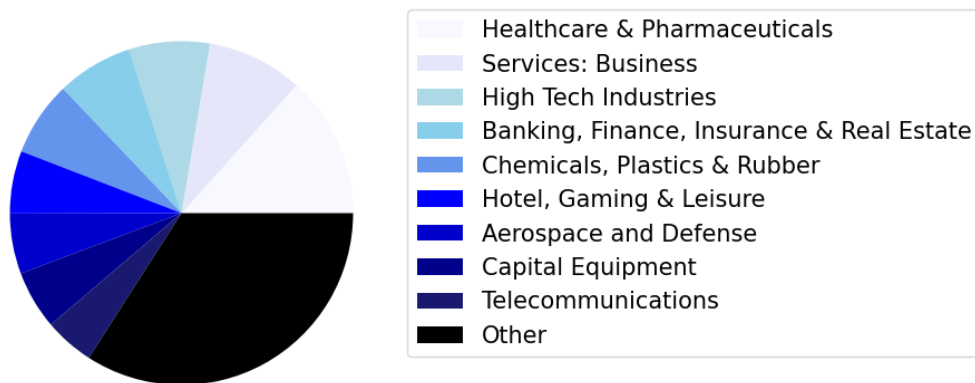 Healthcare & Pharmaceuticals
Services: Business
High Tech Industries
Banking, Finance, Insurance & Real Estate
Chemicals, Plastics & Rubber
Hotel, Gaming & Leisure
Aerospace and Defense
Capital Equipment
Telecommunications
Other